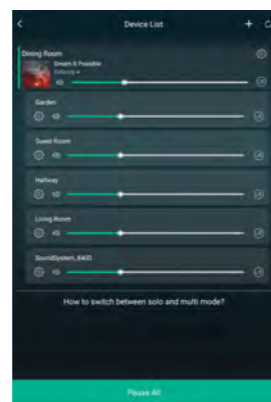 Device List
Dining Room
Dream It Possible
Garden
Guest Room
Hallway
Living Room
How to switch between solo and multi mode?
Pause All